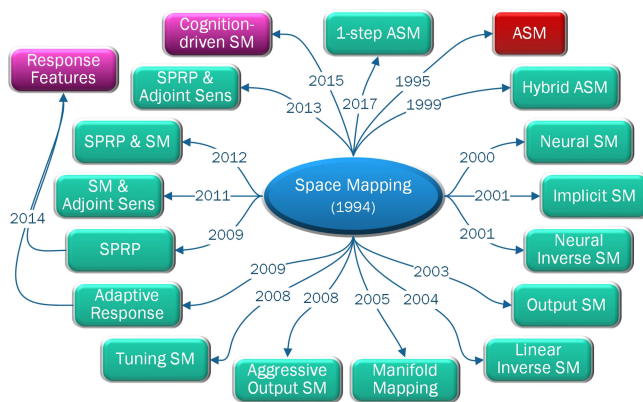 Cognition-
driven SM
1-step ASM
ASM
Response
Features
SPRP &
Adjoint Sens
Hybrid ASM
2015
2017
1995
1999
2013
SPRP & SM
2012
2000
Neural SM
Space Mapping
(1994)
SM &
Adjoint Sens
2011
2001
Implicit SM
2014
SPRP
2009
2001
Neural
Inverse SM
Adaptive
Response
2009
2008
2008
2005
2004
2003
Output SM
Tuning SM
Aggressive
Output SM
Manifold
Mapping
Linear
Inverse SM